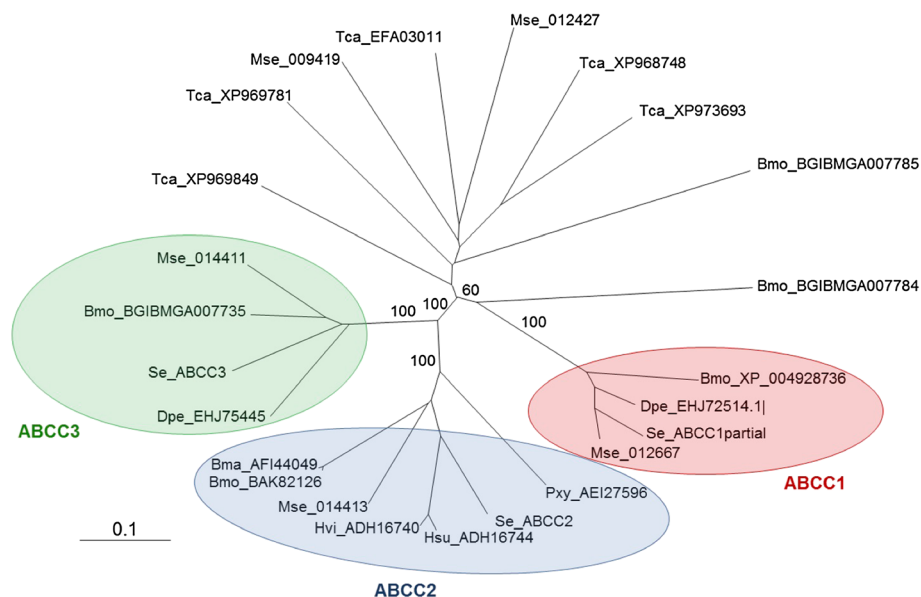 Mse_012427
Tca_EFA03011
Mse_009419
Tca_XP968748
Tca_XP969781
Tca_XP973693
Bmo_BGIBMGA007785
Tca_XP969849
Mse_014411
Bmo_BGIBMGA007784
60
100
100
Bmo_BGIBMGA007735
100
100
Se_ABCC3
Bmo_XP_004928736
Dpe_EHJ72514.1|
Dpe_EHJ75445
ABCC3
Se_ABCC1partial
Mse_012667
Bma_AFI44049
Bmo_BAK82126
ABCC1
Pxy_AEI27596
Mse_014413
Se_ABCC2
Hvi_ADH16740
Hsu_ADH16744
0.1
ABCC2